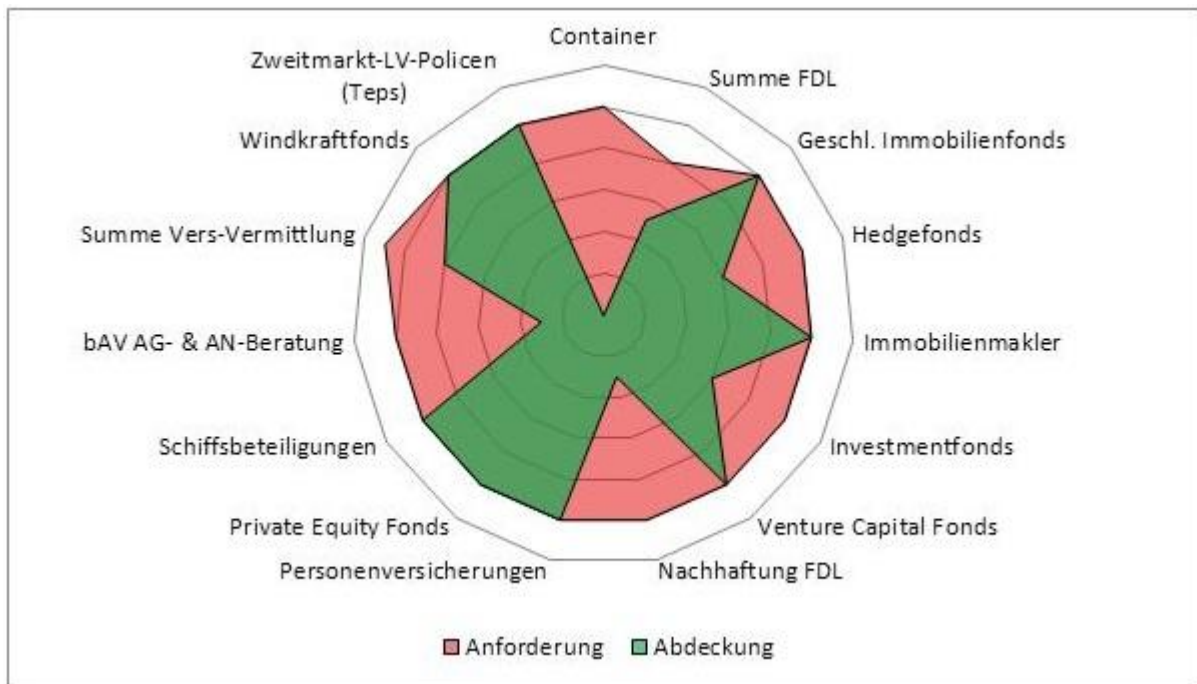 Container
Summe FDL
Geschl. Immobilienfonds
Hedgefonds
Immobilienmakler
Investmentfonds
Venture Capital Fonds
Nachhaftung FDL
Personenversicherungen
Private Equity Fonds
Schiffsbeteiligungen
bAV AG- & AN-Beratung
Summe Vers-Vermittlung
Windkraftfonds
Zweitmarkt-LV-Policen
(Teps)
Anforderung Abdeckung